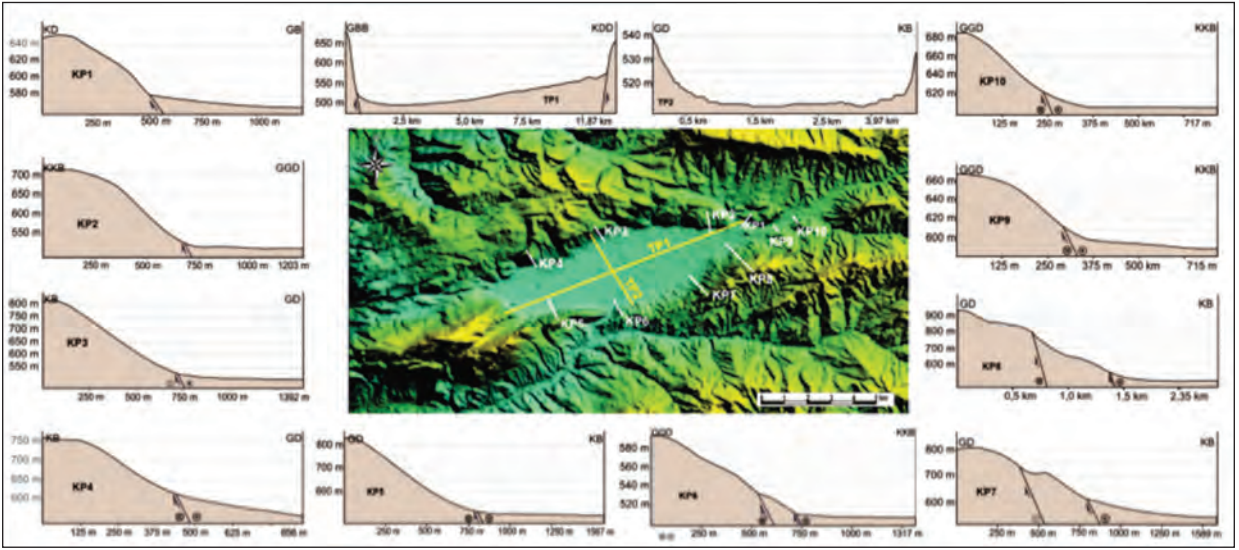 KD GB
640 m
620 m
600 m
580 m
KP1
250 m 500 m 750 m 1000 m
GBB KDD
650 m
600 m
550 m
500 m
TP1
2,5 km 5,0 km 7,5 km 11,87 km
GD KB
540 m
530 m
520 m
510 m
TP2
0,5 km 1,5 km 2,5 km 3,97 km
GGD KKB
680 m
660 m
640 m
620 m
KP10
125 m 250 m 375 m 500 m 717 m
KKB GGD
700 m
650 m
600 m
550 m
KP2
250 m 500 m 750 m 1000 m 1203 m
GGD KKB
660 m
640 m
620 m
600 m
KP9
125 m 250 m 375 m 500 m 715 m
KB GD
800 m
750 m
700 m
650 m
600 m
550 m
KP3
250 m 500 m 750 m 1000 m
GD KB
900 m
800 m
700 m
600 m
0,5 km 1,0 km 1,5 km 2,35 km
KB GD
750 m
700 m
650 m
600 m
KP4
125 m 250 m 375 m 500 m 625 m
GD KB
800 m
700 m
600 m
KP5
250 m 500 m 750 m 1000 m 1250 m
GGD KKB
580 m
560 m
540 m
520 m
KP6
250 m 500 m 750 m 1000 m 1317 m
GD KB
800 m
700 m
600 m
KP7
250 m 500 m 750 m 1000 m 1250 m 1589 m
KP1
KP10
KP9
TP1
KP4
KP8
KP7
TP2
KP5
KP6